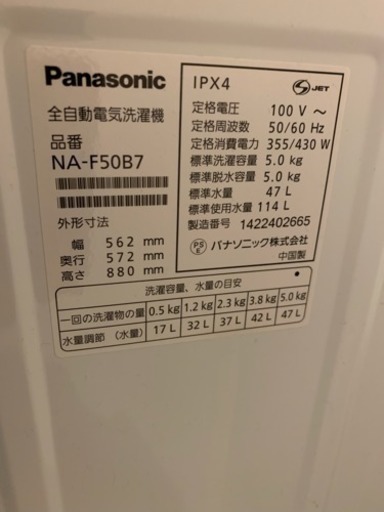 Panasonic
全自動電気洗濯機
品番
NA-F50B7
外形寸法
幅 562 mm
奥行 572 mm
高さ 880 mm
IPX4
S JET
定格電圧 100 V ～
定格周波数 50/60 Hz
定格消費電力 355/430 W
標準洗濯容量 5.0 kg
標準脱水容量 5.0 kg
標準水量 47 L
標準使用水量 114 L
製造番号 1422402665
PSE パナソニック株式会社
中国製
洗濯容量、水量の目安
一回の洗濯物の量 0.5 kg 1.2 kg 2.3 kg 3.8 kg 5.0 kg
水量調節 （水量） 17 L 32 L 37 L 42 L 47 L